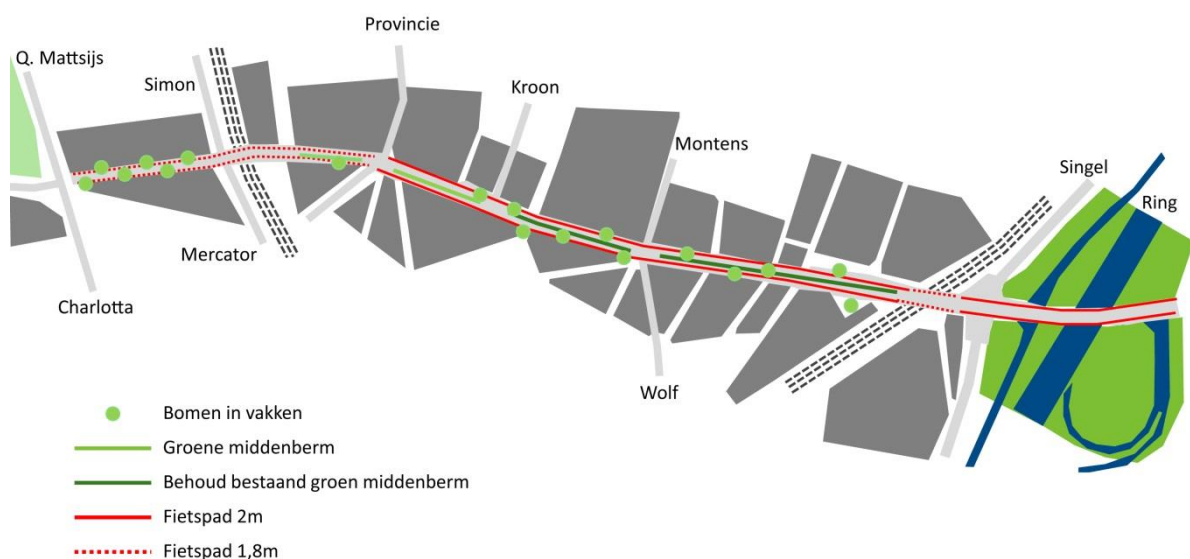 Provincie
Q. Mattsijs
Simon
Kroon
Montens
Singel
Ring
Mercator
Charlotta
Wolf
Bomen in vakken
Groene middenberm
Behoud bestaand groen middenberm
Fietspad 2m
Fietspad 1,8m